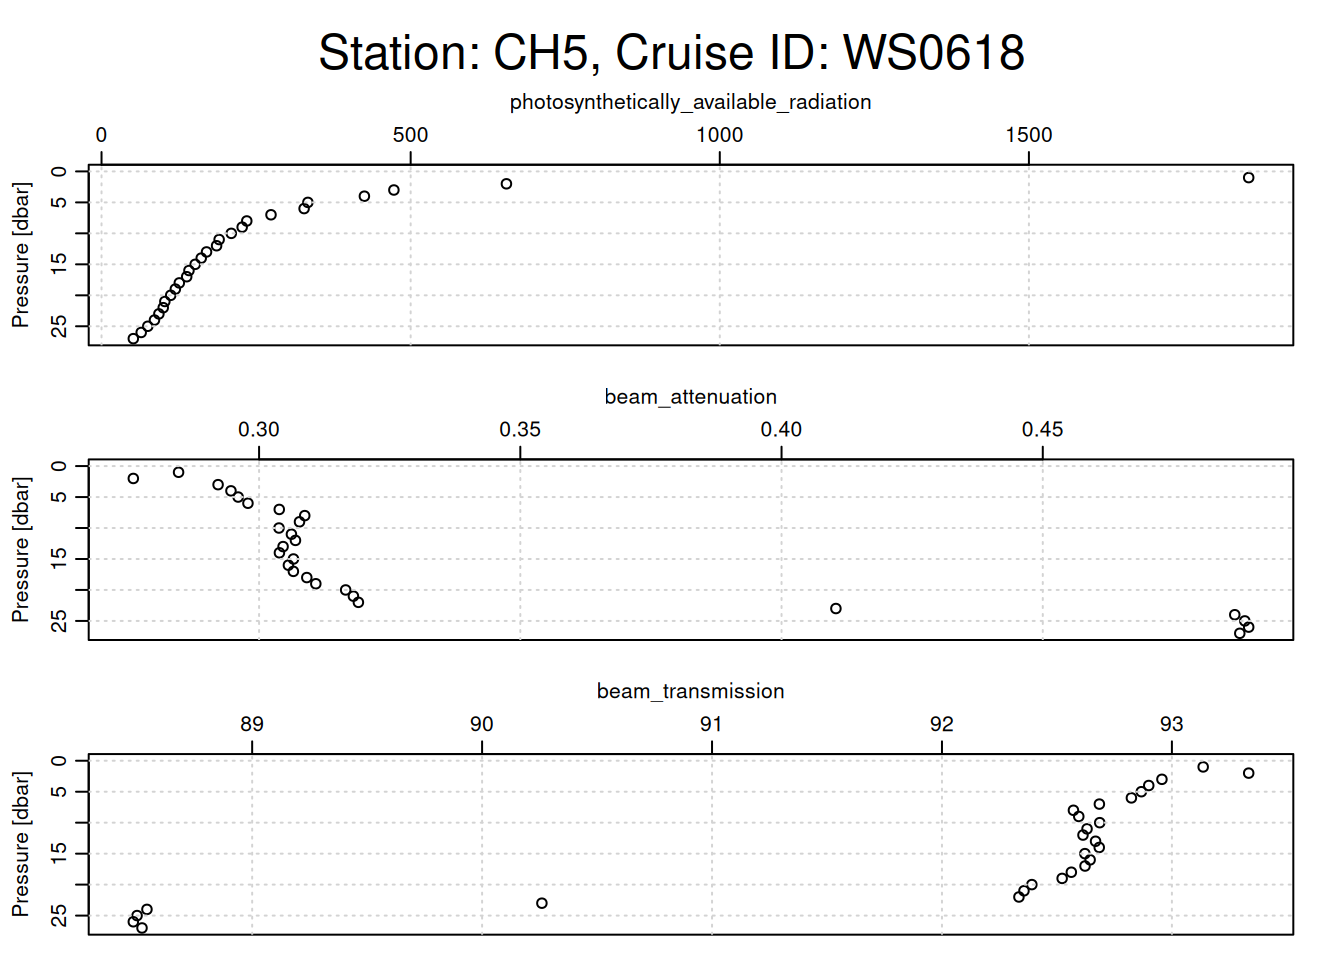 Station: CH5, Cruise ID: WS0618
photosynthetically_available_radiation
0 500 1000 1500
Pressure [dbar]
0
5
15
25
beam_attenuation
0.30 0.35 0.40 0.45
Pressure [dbar]
0
5
15
25
beam_transmission
89 90 91 92 93
Pressure [dbar]
0
5
15
25